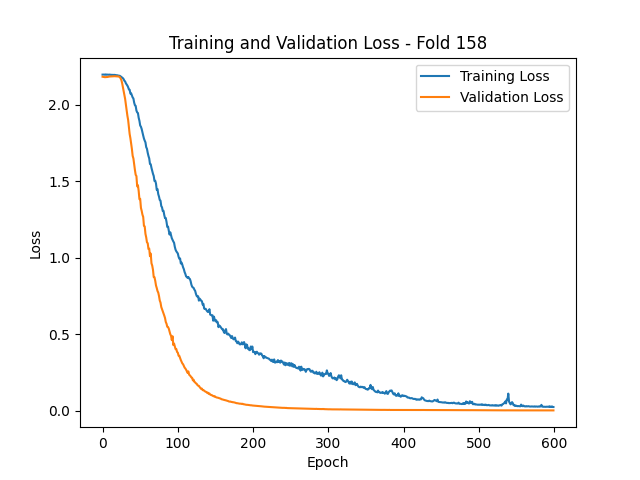 Training and Validation Loss - Fold 158
Training Loss
Validation Loss
Loss
2.0
1.5
1.0
0.5
0.0
0 100 200 300 400 500 600
Epoch